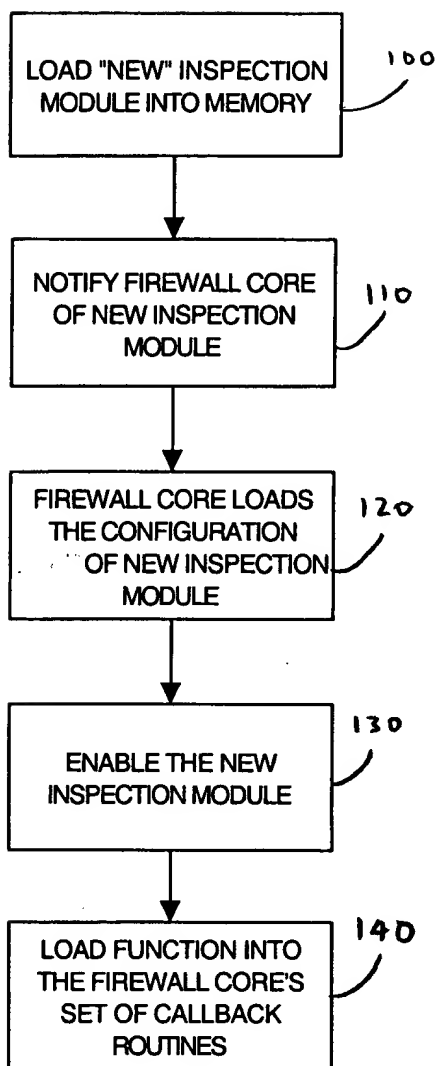 LOAD "NEW" INSPECTION
MODULE INTO MEMORY
100
NOTIFY FIREWALL CORE
OF NEW INSPECTION
MODULE
110
FIREWALL CORE LOADS
THE CONFIGURATION
OF NEW INSPECTION
MODULE
120
ENABLE THE NEW
INSPECTION MODULE
130
LOAD FUNCTION INTO
THE FIREWALL CORE'S
SET OF CALLBACK
ROUTINES
140